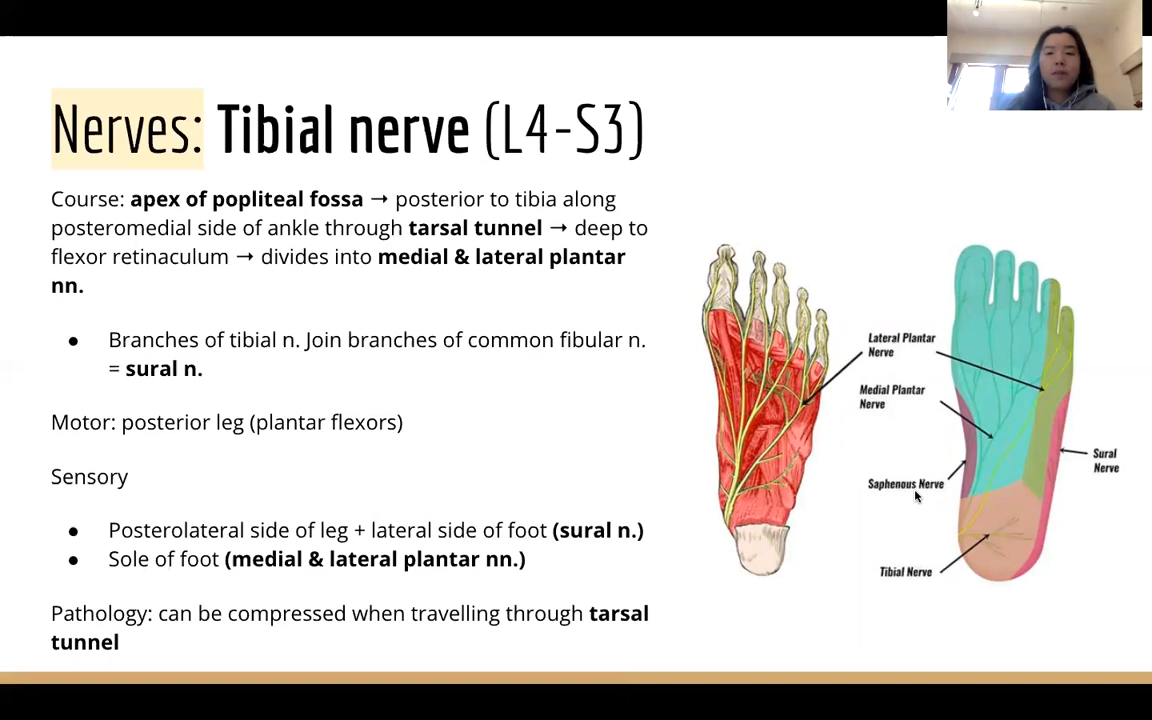 Nerves: Tibial nerve (L4-S3)
Course: apex of popliteal fossa → posterior to tibia along
posteromedial side of ankle through tarsal tunnel → deep to
flexor retinaculum → divides into medial & lateral plantar
nn.
● Branches of tibial n. Join branches of common fibular n.
= sural n.
Motor: posterior leg (plantar flexors)
Sensory
● Posterolateral side of leg + lateral side of foot (sural n.)
● Sole of foot (medial & lateral plantar nn.)
Pathology: can be compressed when travelling through tarsal
tunnel
Lateral Plantar
Nerve
Medial Plantar
Nerve
Saphenous Nerve
Tibial Nerve
Sural
Nerve